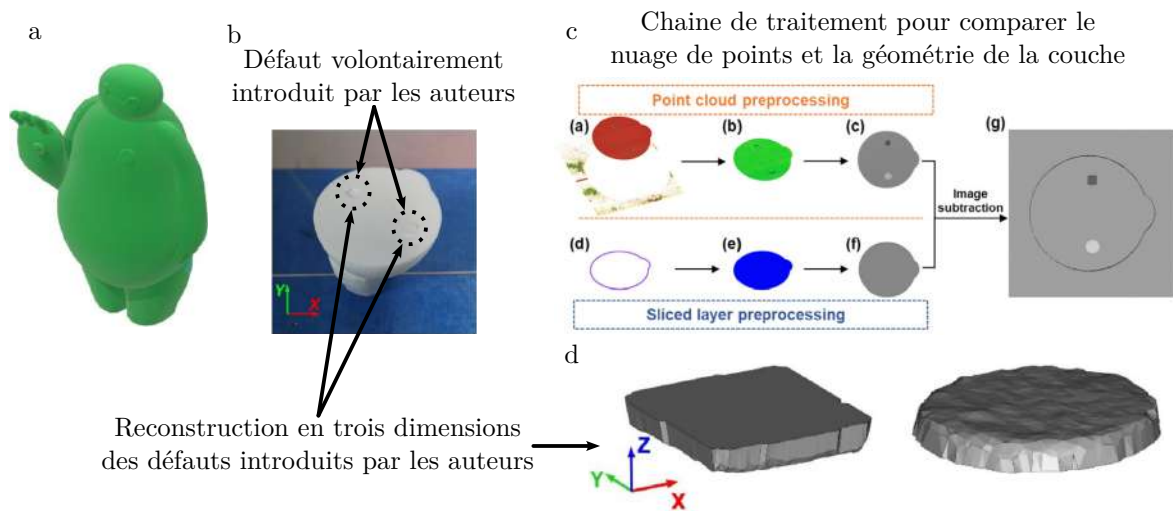 a
b
Défaut volontairement
introduit par les auteurs
Y
X
c
Chaine de traitement pour comparer le
nuage de points et la géométrie de la couche
Point cloud preprocessing
(a)
(b)
(c)
(g)
Image
subtraction
(d)
(e)
(f)
Sliced layer preprocessing
d
Reconstruction en trois dimensions
des défauts introduits par les auteurs
Z
Y
X